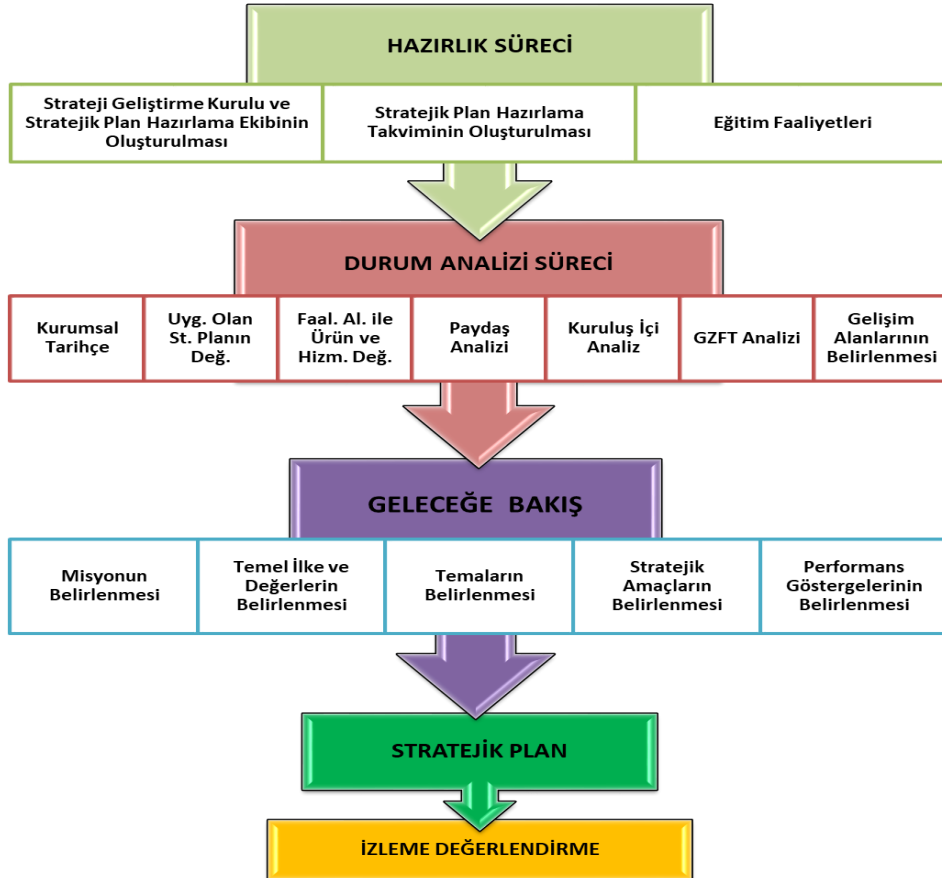 HAZIRLIK SÜRECİ
Strateji Geliştirme Kurulu ve
Stratejik Plan Hazırlama Ekibinin
Oluşturulması
Stratejik Plan Hazırlama
Takviminin Oluşturulması
Eğitim Faaliyetleri
DURUM ANALİZİ SÜRECİ
Kurumsal
Tarihçe
Uyg. Olan
St. Planın
Değ.
Faal. Al. ile
Ürün ve
Hizm. Değ.
Paydaş
Analizi
Kuruluş İçi
Analiz
GZFT Analizi
Gelişim
Alanlarının
Belirlenmesi
GELECEĞE BAKIŞ
Misyonun
Belirlenmesi
Temel İlke ve
Değerlerin
Belirlenmesi
Temaların
Belirlenmesi
Stratejik
Amaçların
Belirlenmesi
Performans
Göstergelerinin
Belirlenmesi
STRATEJİK PLAN
İZLEME DEĞERLENDİRME